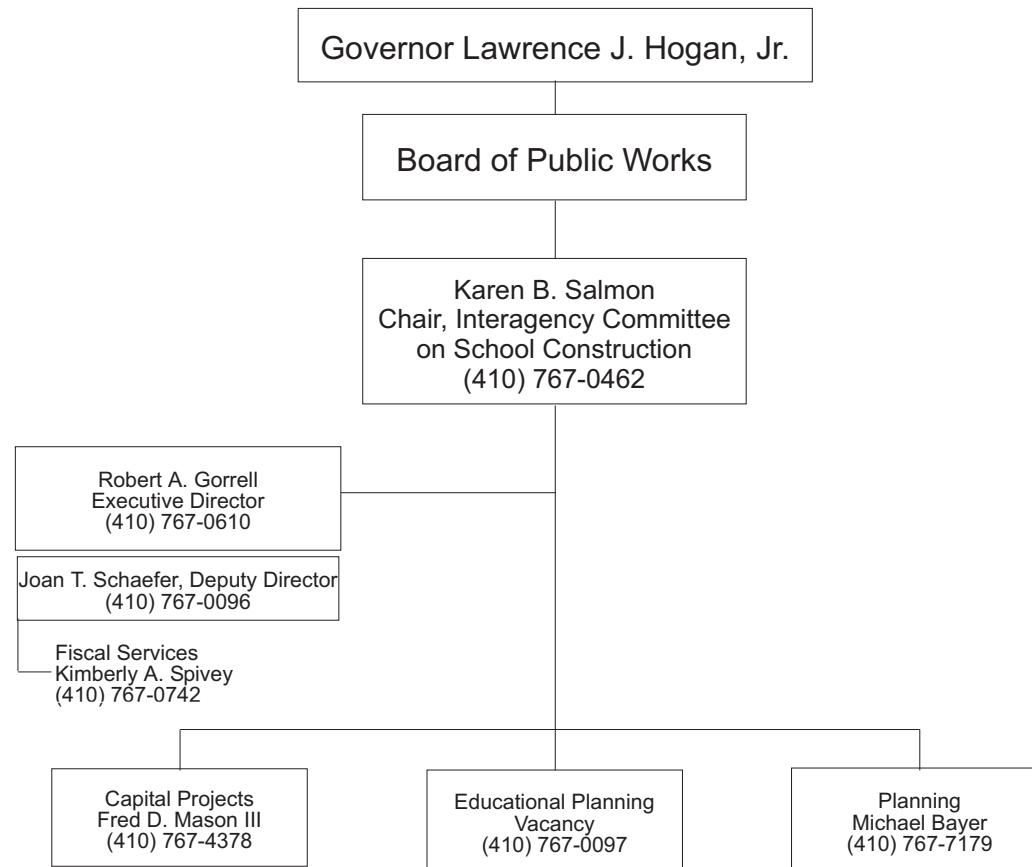 Governor Lawrence J. Hogan, Jr.
Board of Public Works
Karen B. Salmon
Chair, Interagency Committee
on School Construction
(410) 767-0462
Robert A. Gorrell
Executive Director
(410) 767-0610
Joan T. Schaefer, Deputy Director
(410) 767-0096
Fiscal Services
Kimberly A. Spivey
(410) 767-0742
Capital Projects
Fred D. Mason III
(410) 767-4378
Educational Planning
Vacancy
(410) 767-0097
Planning
Michael Bayer
(410) 767-7179